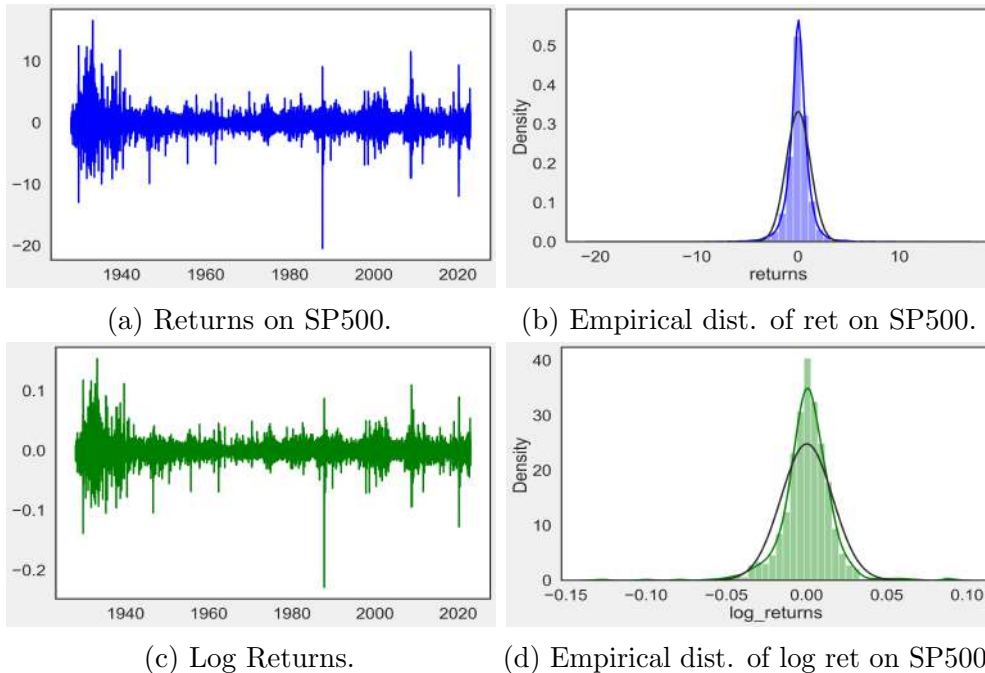 10
0
−10
−20
1940 1960 1980 2000 2020
(a) Returns on SP500.
Density
0.5
0.4
0.3
0.2
0.1
0.0
−20 −10 0 10
returns
(b) Empirical dist. of ret on SP500.
0.1
0.0
−0.1
−0.2
1940 1960 1980 2000 2020
(c) Log Returns.
Density
40
30
20
10
0
−0.15 −0.05 0.00 0.05 0.10
log_returns
(d) Empirical dist. of log ret on SP500